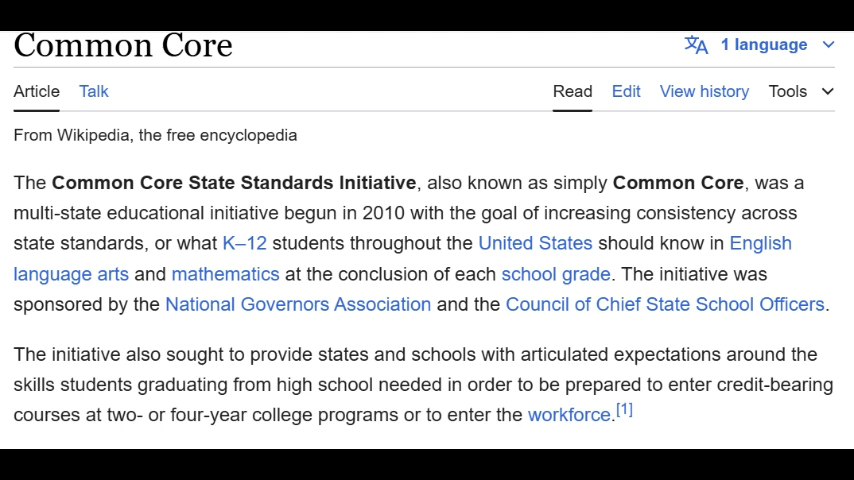 Common Core
1 language
Article Talk Read Edit View history Tools
From Wikipedia, the free encyclopedia
The Common Core State Standards Initiative, also known as simply Common Core, was a
multi-state educational initiative begun in 2010 with the goal of increasing consistency across
state standards, or what K–12 students throughout the United States should know in English
language arts and mathematics at the conclusion of each school grade. The initiative was
sponsored by the National Governors Association and the Council of Chief State School Officers.
The initiative also sought to provide states and schools with articulated expectations around the
skills students graduating from high school needed in order to be prepared to enter credit-bearing
courses at two- or four-year college programs or to enter the workforce.[1]